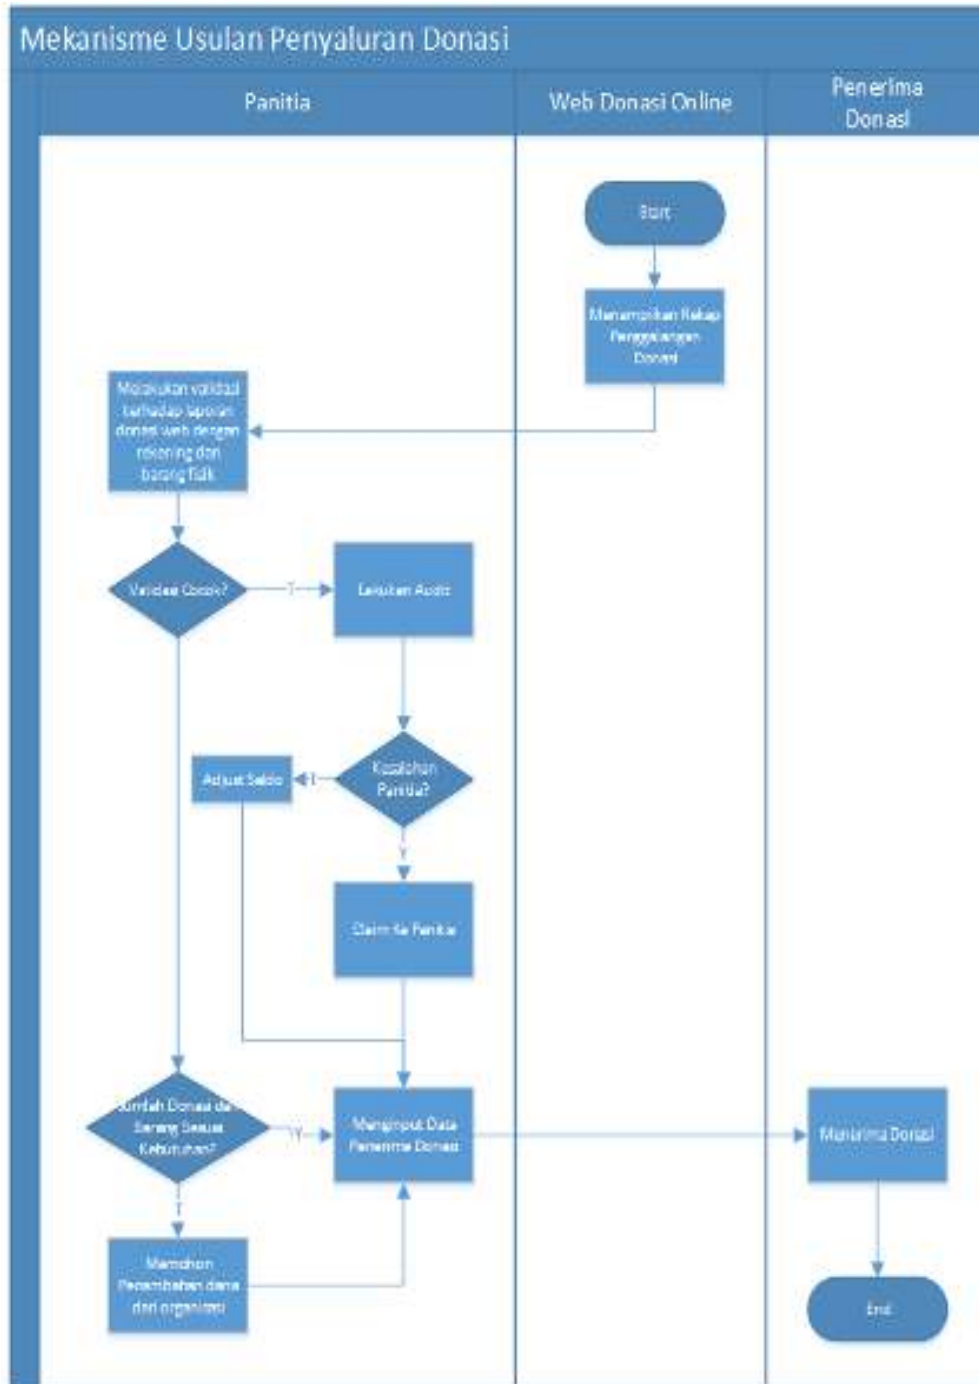 Mekanisme Usulan Penyaluran Donasi
Panitia
Web Donasi Online
Penerima
Donasi
Start
Menampilkan Rekap
Penggalangan
Donasi
Melakukan validasi
terhadap laporan
donasi web dengan
rekening dan
barang fisik
Validasi Cocok?
T
Lakukan Audit
Kesalahan
Panitia?
T
Adjust Saldo
Y
Claim Ke Panitia
Jumlah Donasi da
Barang Sesuai
Kebutuhan?
Y
Menginput Data
Penerima Donasi
Menerima Donasi
T
Memohon
Penambahan dana
dari organisasi
End